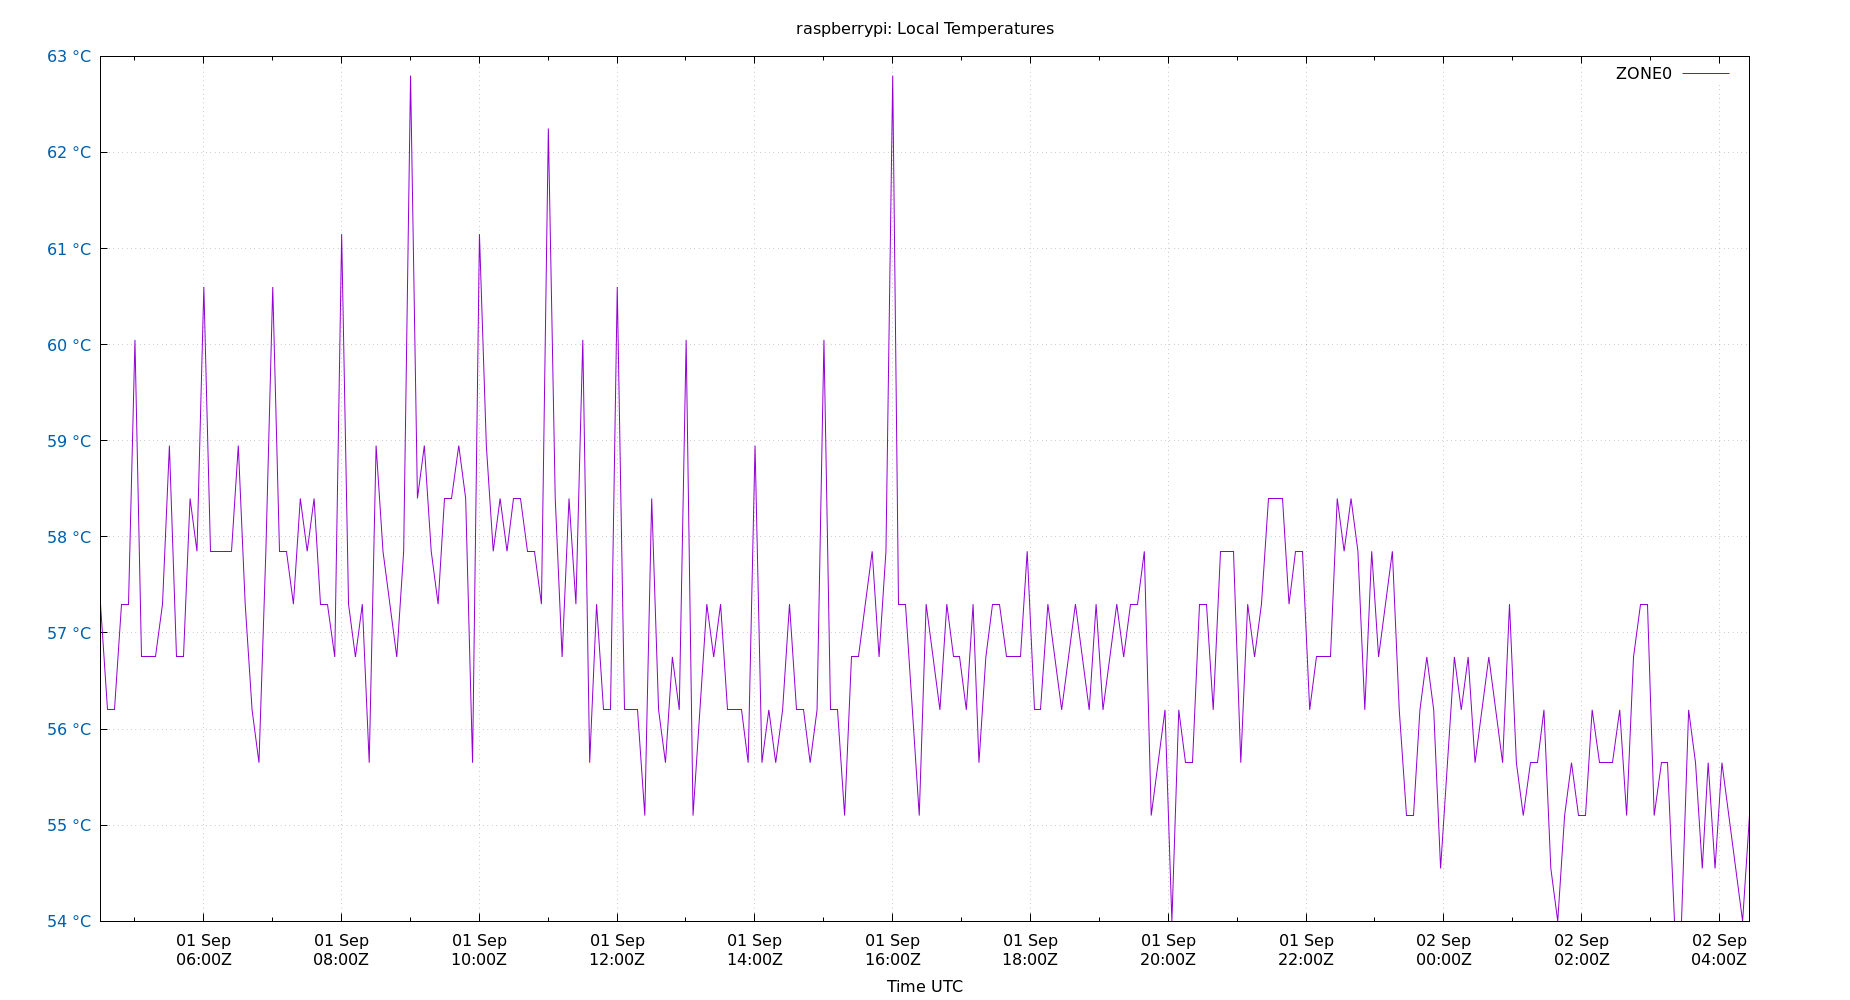 raspberrypi: Local Temperatures
63 °C
ZONE0
62 °C
61 °C
60 °C
59 °C
58 °C
57 °C
56 °C
55 °C
54 °C
01 Sep 01 Sep 01 Sep 01 Sep 01 Sep 01 Sep 01 Sep 01 Sep 01 Sep 02 Sep 02 Sep 02 Sep
06:00Z 08:00Z 10:00Z 12:00Z 14:00Z 16:00Z 18:00Z 20:00Z 22:00Z 00:00Z 02:00Z 04:00Z
Time UTC